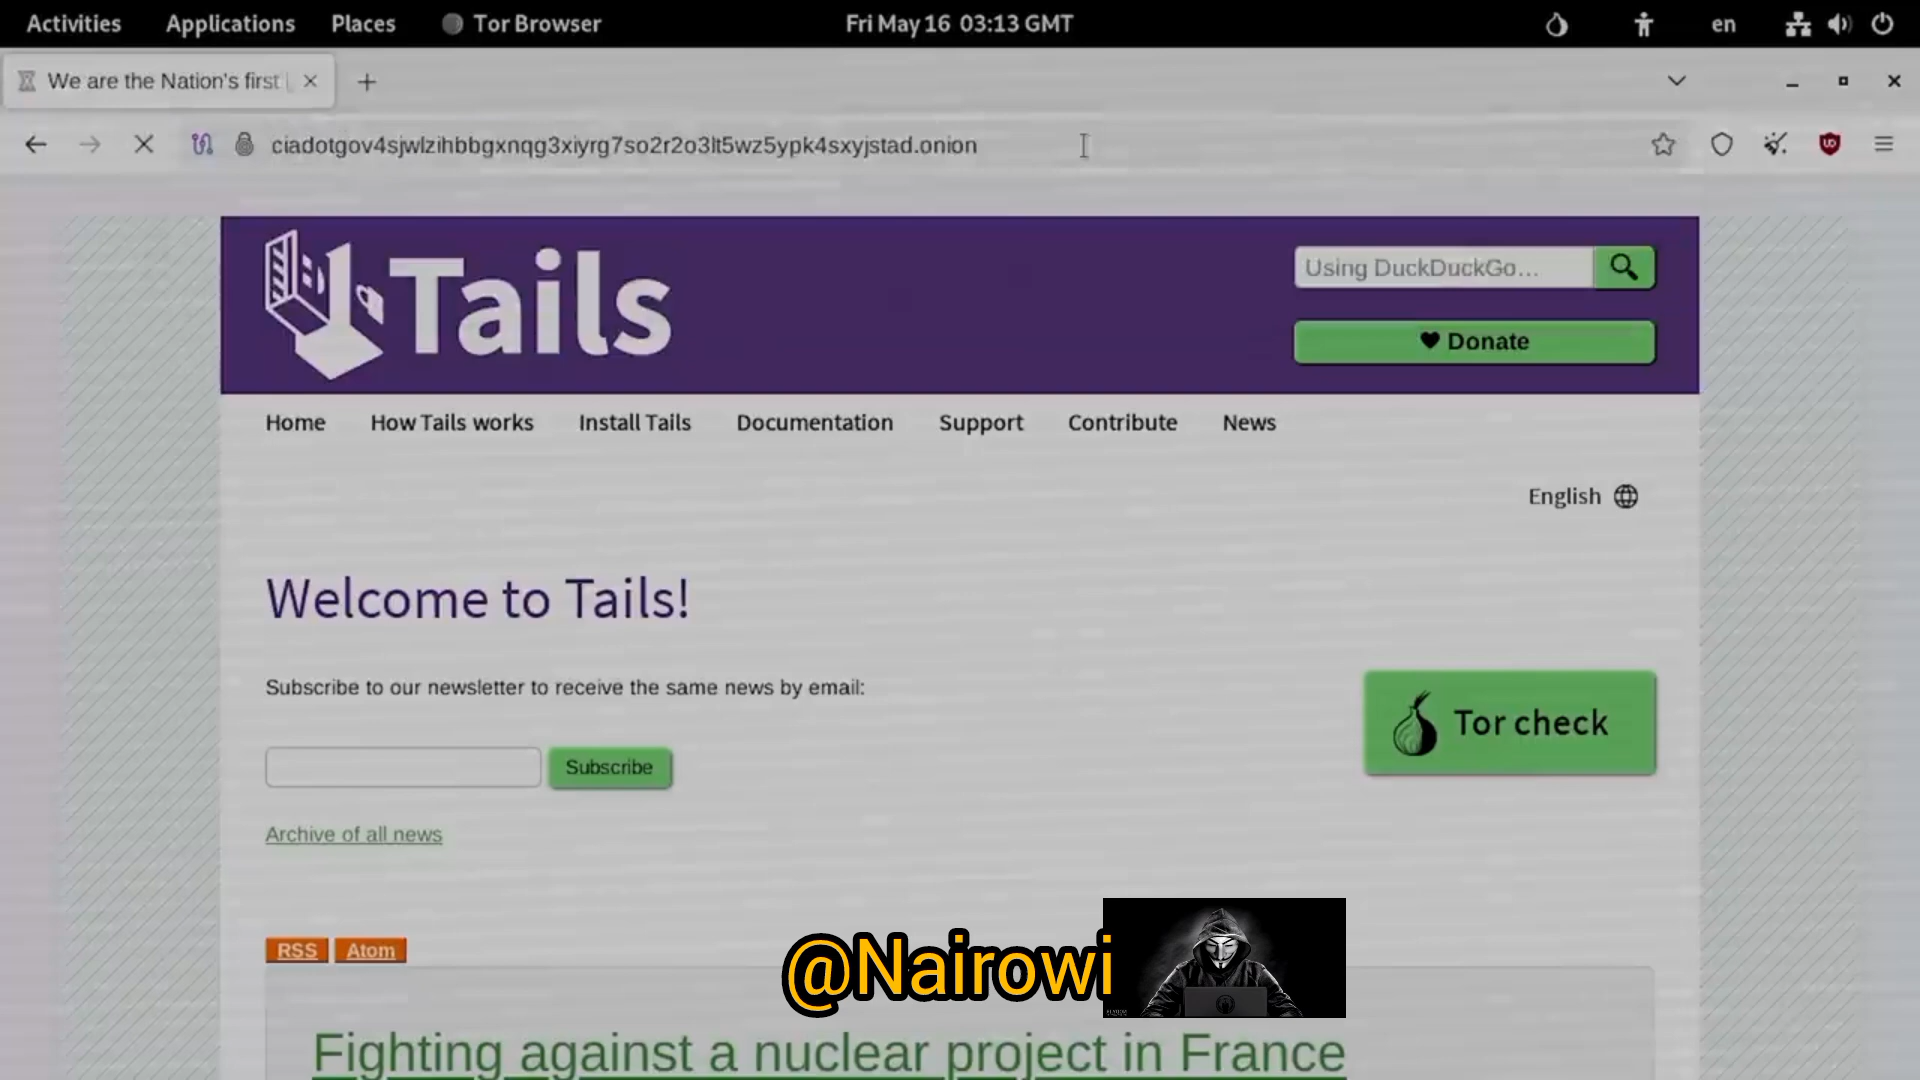 Activities Applications Places Tor Browser Fri May 16 03:13 GMT en
We are the Nation's first
ciadotgov4sjwlzihbbgxnqg3xiyrg7so2r2o3lt5wz5ypk4sxyjstad.onion
Tails
Using DuckDuckGo...
Donate
Home How Tails works Install Tails Documentation Support Contribute News
English
Welcome to Tails!
Subscribe to our newsletter to receive the same news by email:
Tor check
Subscribe
Archive of all news
RSS Atom
@Nairowi
Fighting against a nuclear project in France